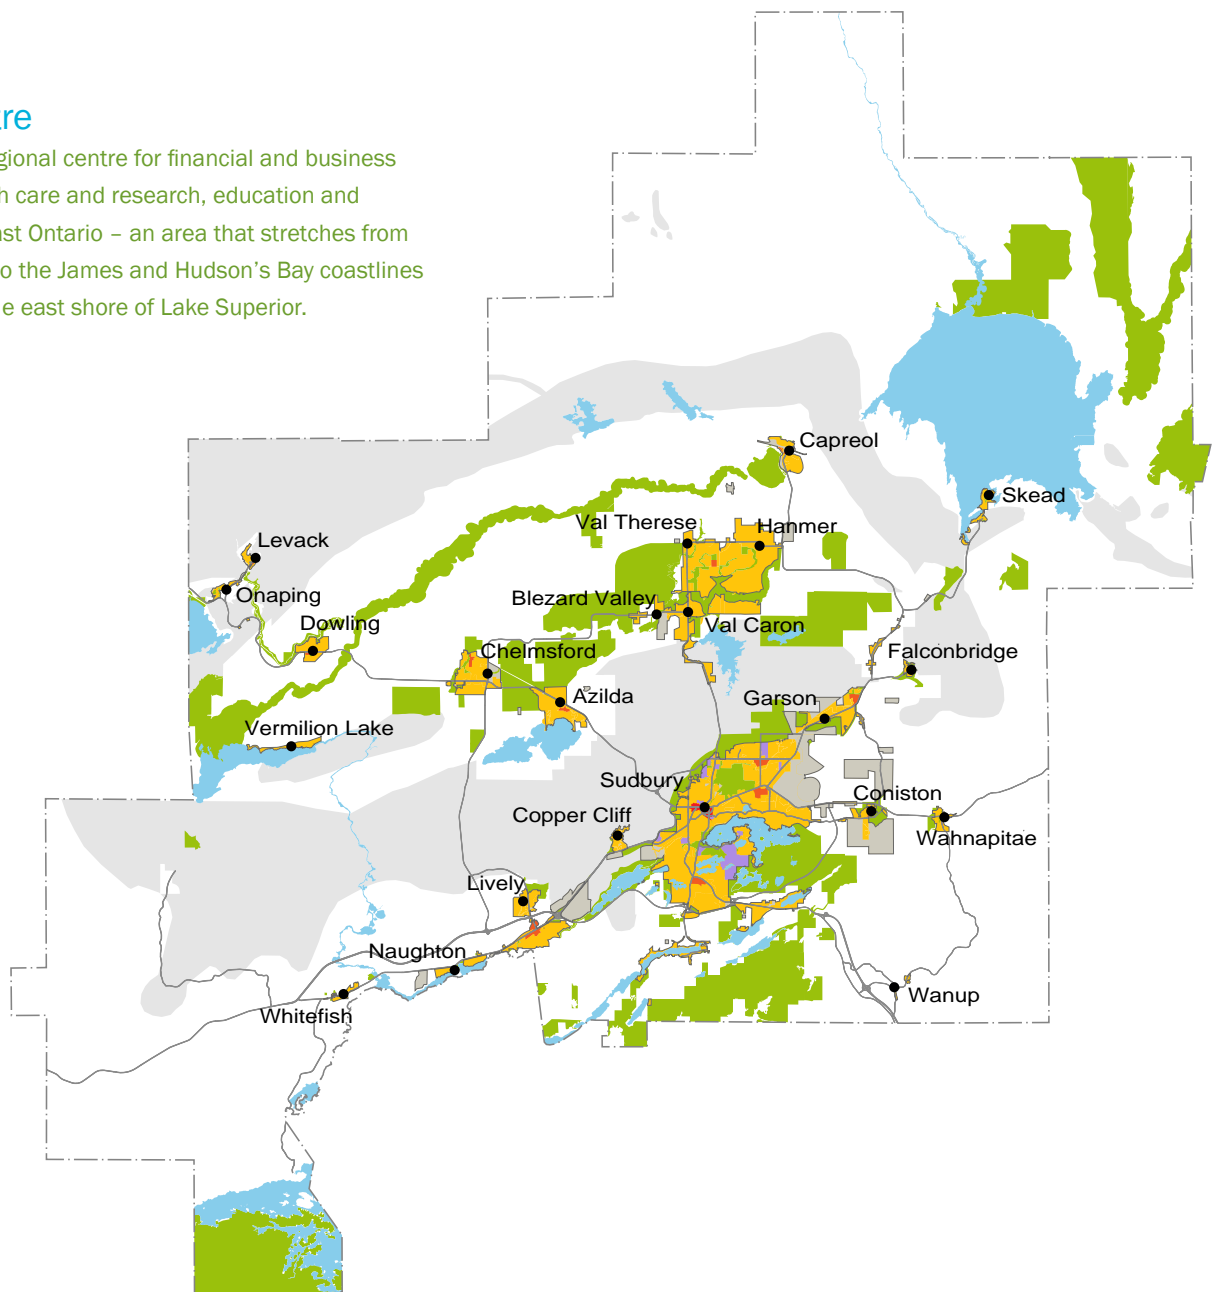 gional centre for financial and business
care and research, education and
Ontario – an area that stretches from
the James and Hudson's Bay coastlines
east shore of Lake Superior.
Capreol
Skead
Val Therese
Hanmer
Levack
Onaping
Blezard Valley
Dowling
Val Caron
Chelmsford
Falconbridge
Azilda
Garson
Vermilion Lake
Sudbury
Coniston
Copper Cliff
Wahnapitae
Lively
Naughton
Wanup
Whitefish